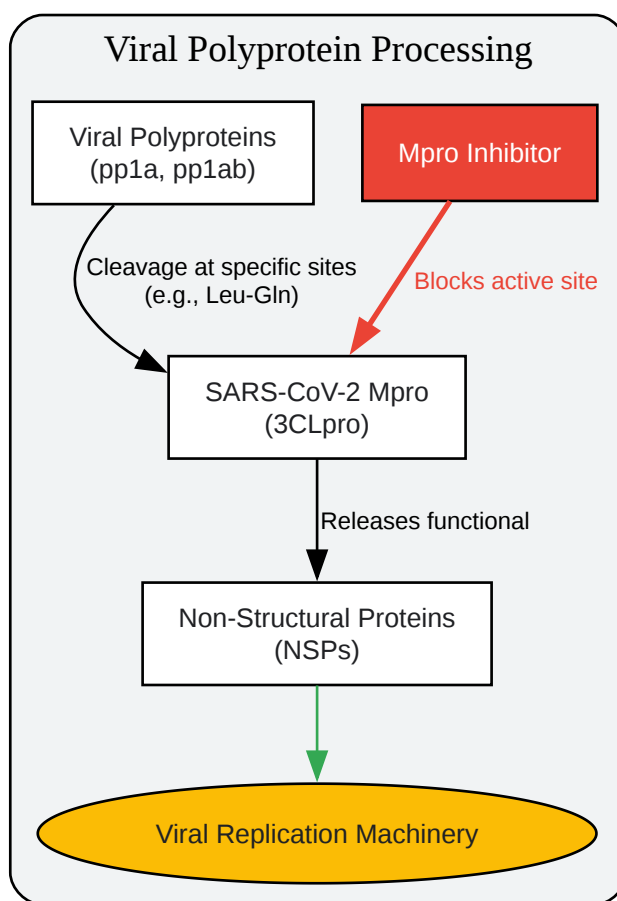 Viral Polyprotein Processing
Viral Polyproteins
(pp1a, pp1ab)
Mpro Inhibitor
Cleavage at specific sites
(e.g., Leu-Gln)
Blocks active site
SARS-CoV-2 Mpro
(3CLpro)
Releases functional
Non-Structural Proteins
(NSPs)
Viral Replication Machinery